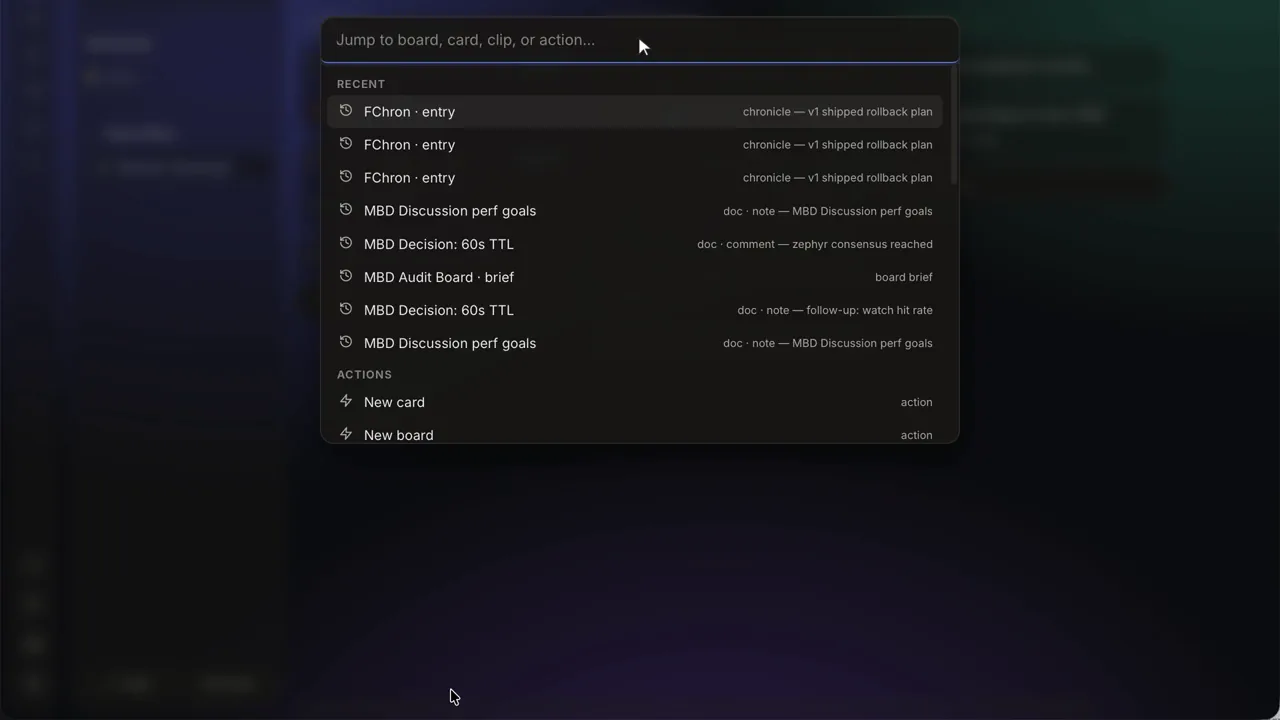 Jump to board, card, clip, or action...
RECENT
FChron · entry chronicle — v1 shipped rollback plan
FChron · entry chronicle — v1 shipped rollback plan
FChron · entry chronicle — v1 shipped rollback plan
MBD Discussion perf goals doc · note — MBD Discussion perf goals
MBD Decision: 60s TTL doc · comment — zephyr consensus reached
MBD Audit Board · brief board brief
MBD Decision: 60s TTL doc · note — follow-up: watch hit rate
MBD Discussion perf goals doc · note — MBD Discussion perf goals
ACTIONS
New card action
New board action